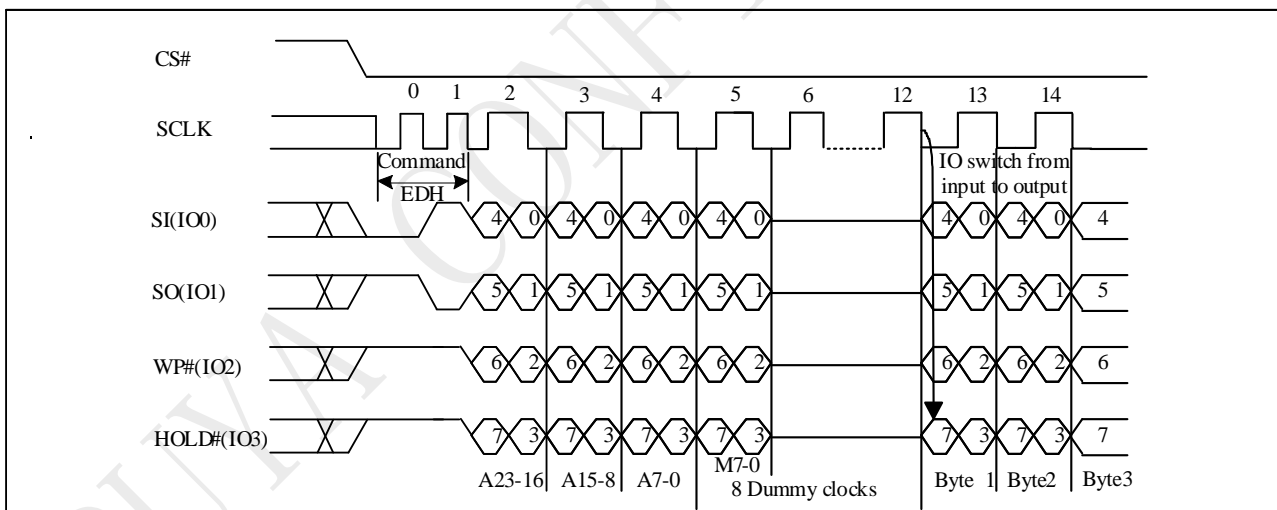 PUYA CONF
CS#
0 1 2 3 4 5 6 12 13 14
SCLK
Command
EDH
IO switch from
input to output
SI(IO0) 4 0 4 0 4 0 4 0 4 0 4 0 4
SO(IO1) 5 1 5 1 5 1 5 1 5 1 5 1 5
WP#(IO2) 6 2 6 2 6 2 6 2 6 2 6 2 6
HOLD#(IO3) 7 3 7 3 7 3 7 3 7 3 7 3 7
A23-16 A15-8 A7-0 M7-0 Byte 1 Byte2 Byte3
8 Dummy clocks